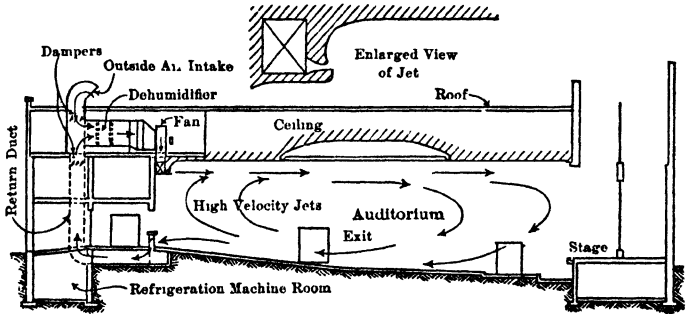 Enlarged View
of Jet
Dampers
Outside Ai. Intake
Dehumidifier
Fan
Roof
Ceiling
Return Duct
High Velocity Jets
Auditorium
Exit
Stage
Refrigeration Machine Room